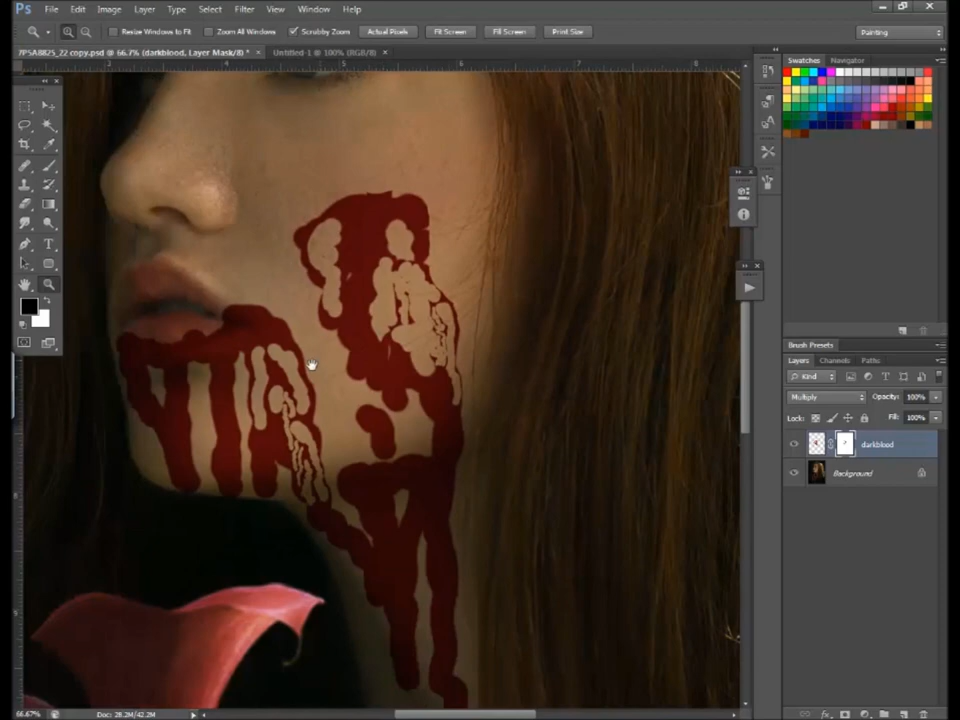 Ps File Edit Image Layer Type Select Filter View Window Help
Resize Windows to Fit Zoom All Windows Scrubby Zoom Actual Pixels Fit Screen Fill Screen Print Size Painting
7P5A8825_22 copy.psd @ 66.7% (darkblood, Layer Mask/8) * × Untitled-1 @ 100% (RGB/8) ×
Swatches Navigator
Brush Presets
Layers Channels Paths
Kind
Multiply Opacity: 100%
Lock: Fill: 100%
darkblood
Background
66.67% Doc: 28.2M/42.2M